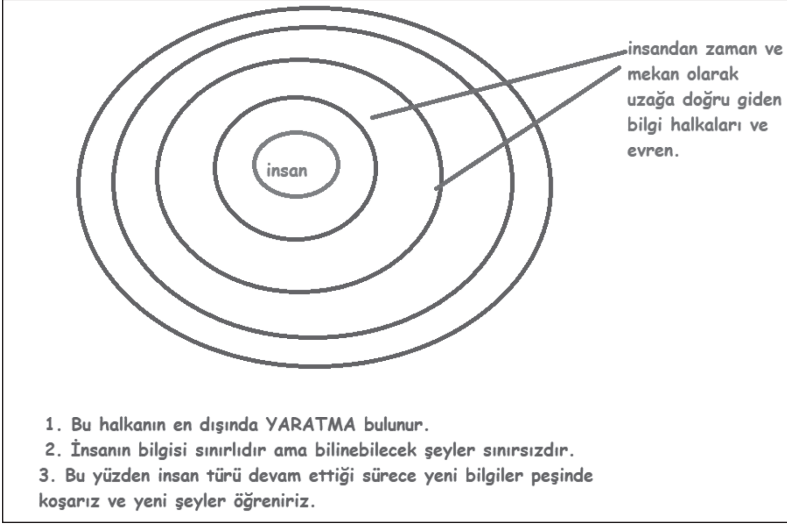 insandan zaman ve
mekan olarak
uzağa doğru giden
bilgi halkaları ve
evren.
insan
1. Bu halkanın en dışında YARATMA bulunur.
2. İnsanın bilgisi sınırlıdır ama bilinebilecek şeyler sınırsızdır.
3. Bu yüzden insan türü devam ettiği sürece yeni bilgiler peşinde
koşarız ve yeni şeyler öğreniriz.